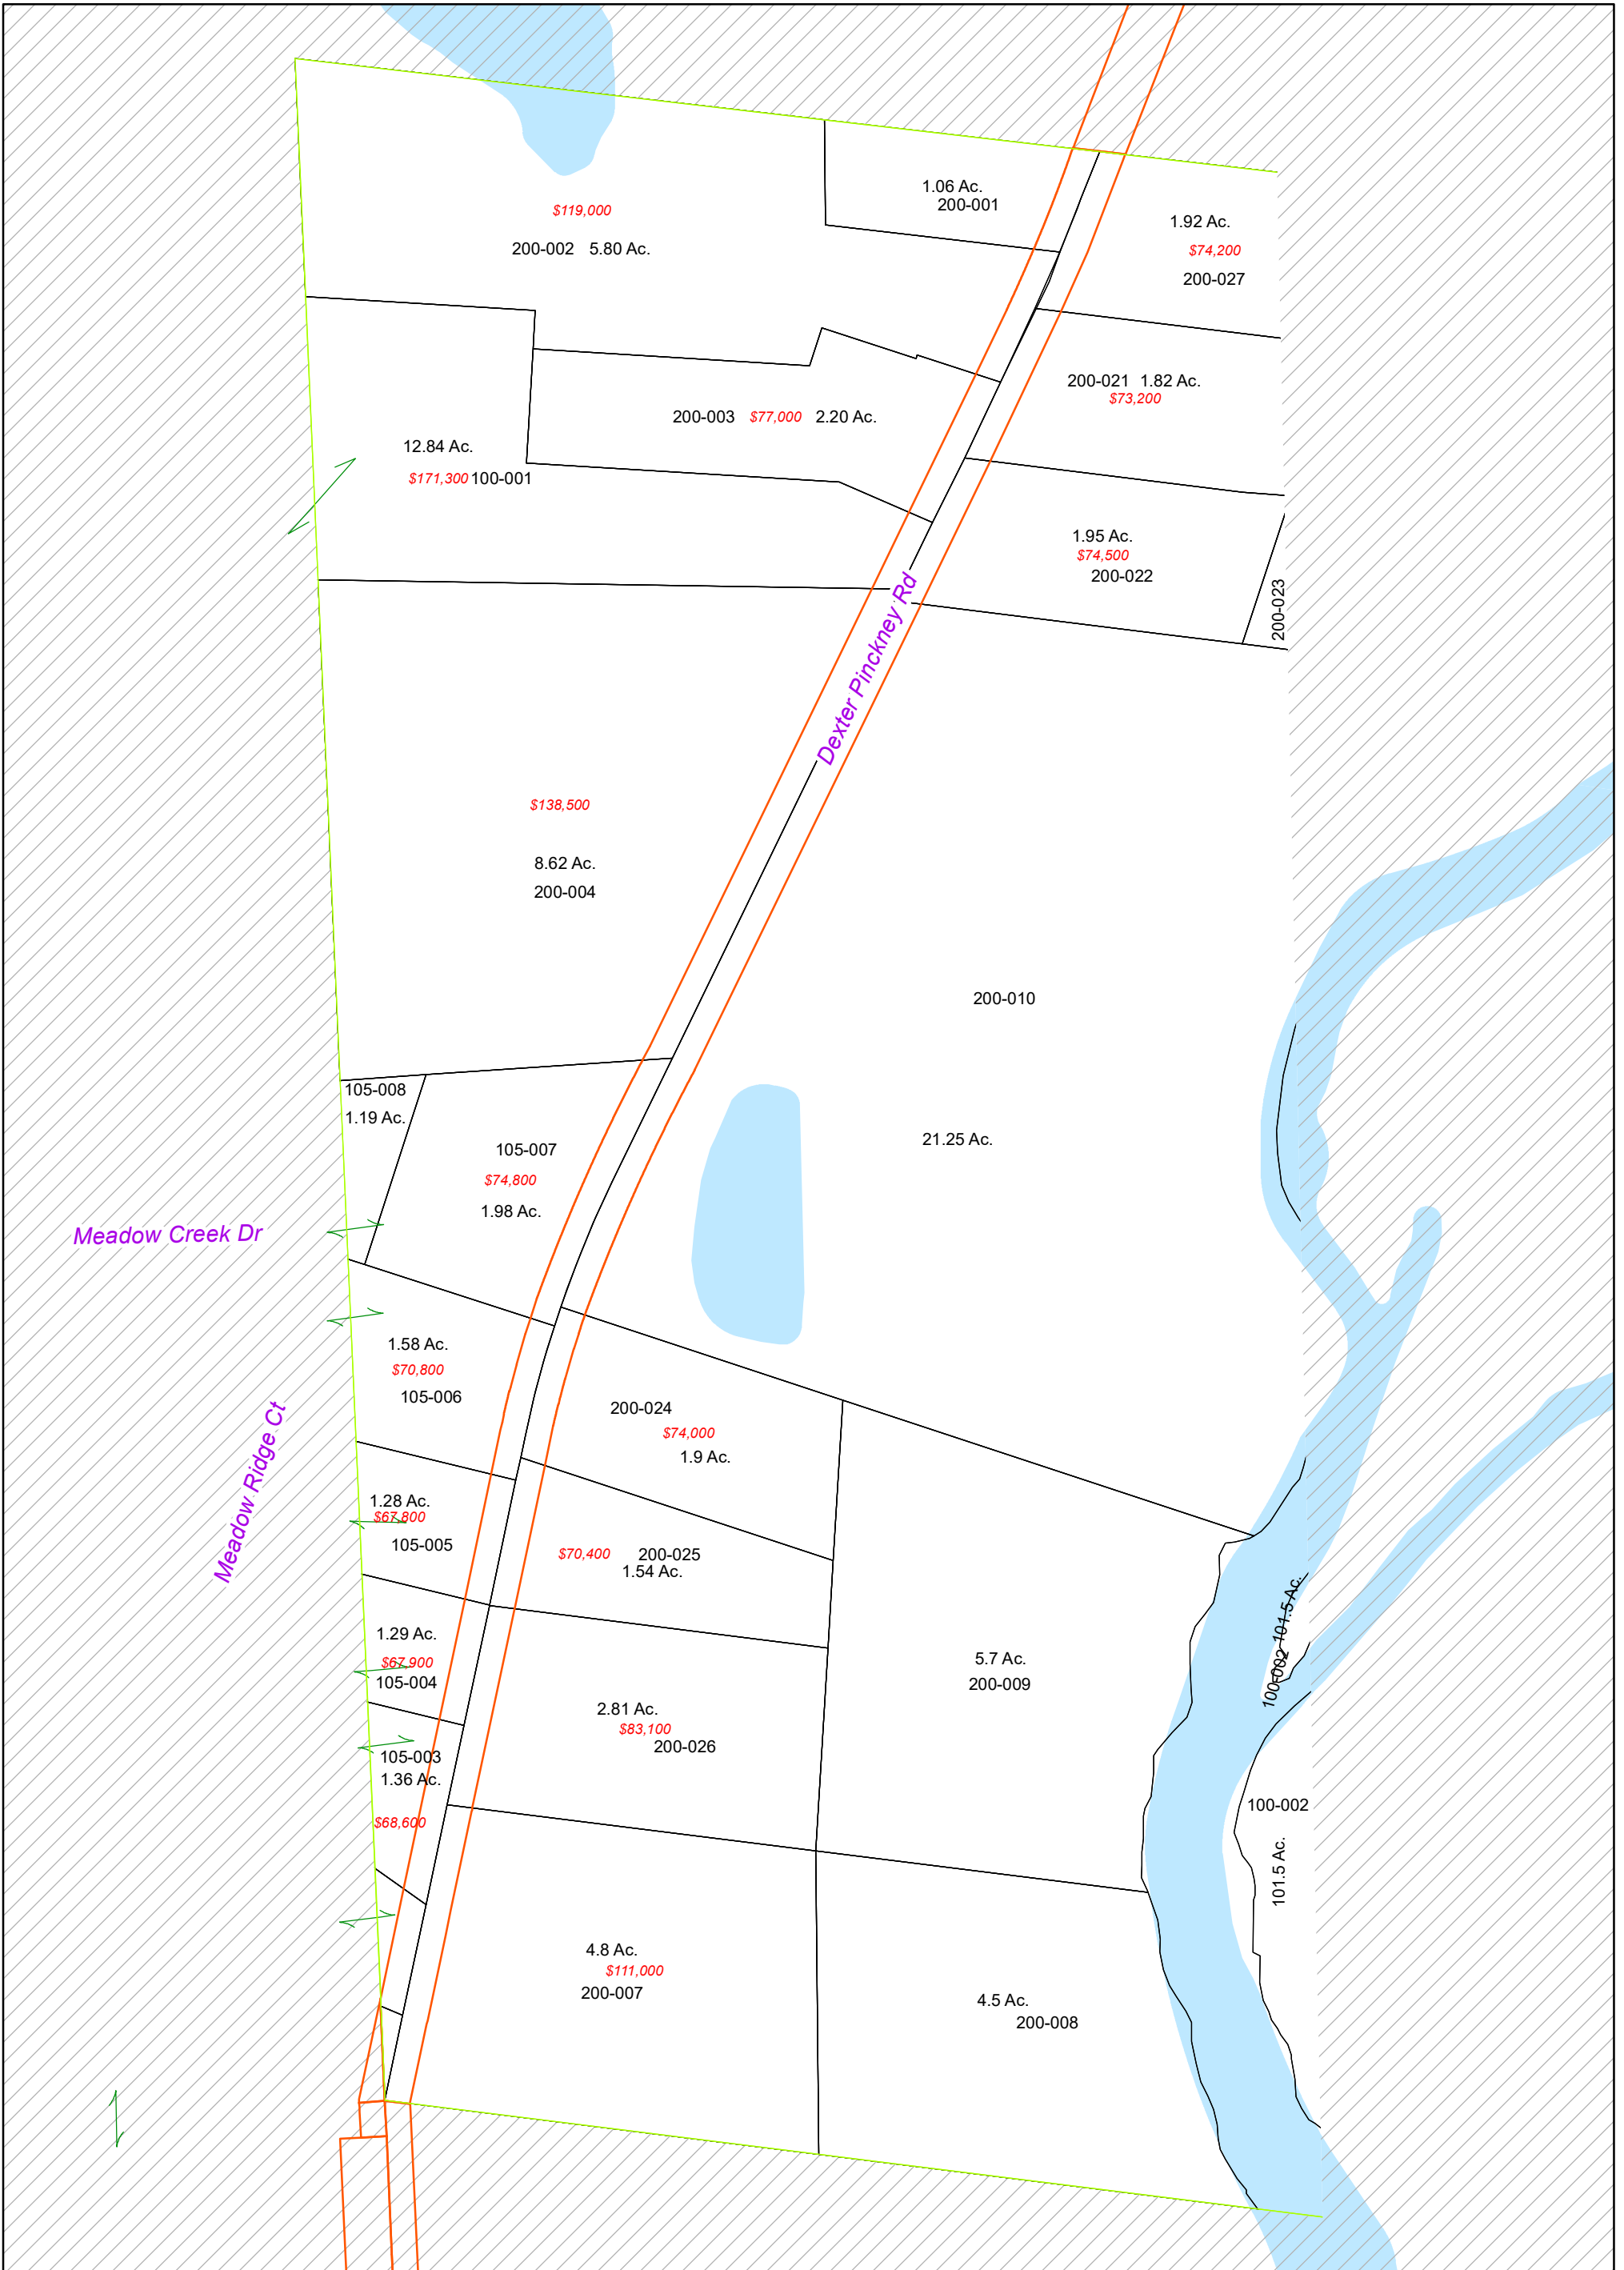 1.06 Ac.
200-001
$119,000
200-002 5.80 Ac.
1.92 Ac.
$74,200
200-027
200-021 1.82 Ac.
$73,200
200-003 $77,000 2.20 Ac.
12.84 Ac.
$171,300 100-001
1.95 Ac.
$74,500
200-022
200-023
Dexter Pinckney Rd
$138,500
8.62 Ac.
200-004
200-010
21.25 Ac.
105-008
1.19 Ac.
105-007
$74,800
1.98 Ac.
Meadow Creek Dr
1.58 Ac.
$70,800
105-006
Meadow Ridge Ct
200-024
$74,000
1.9 Ac.
1.28 Ac.
$67,800
105-005
$70,400 200-025
1.54 Ac.
1.29 Ac.
$67,900
105-004
5.7 Ac.
200-009
100-002 101.5 Ac.
2.81 Ac.
$83,100
200-026
105-003
1.36 Ac.
$68,600
100-002
101.5 Ac.
4.8 Ac.
$111,000
200-007
4.5 Ac.
200-008